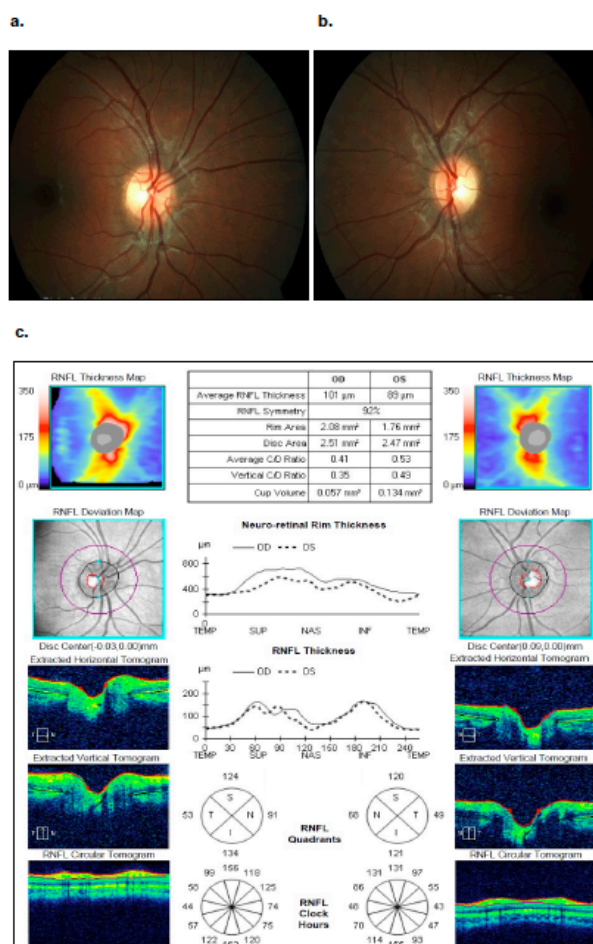 a.
b.
c.
RNFL Thickness Map
350
175
0 µm
OD OS
Average RNFL Thickness 101 µm 89 µm
RNFL Symmetry 92%
Rim Area 2.08 mm² 1.76 mm²
Disc Area 2.51 mm² 2.47 mm²
Average C/D Ratio 0.41 0.53
Vertical C/D Ratio 0.35 0.49
Cup Volume 0.057 mm³ 0.134 mm³
RNFL Thickness Map
350
175
0 µm
RNFL Deviation Map
Disc Center(-0.03,0.00)mm
Extracted Horizontal Tomogram
Extracted Vertical Tomogram
RNFL Circular Tomogram
Neuro-retinal Rim Thickness
µm OD OS
800
400
0
TEMP SUP NAS INF TEMP
RNFL Thickness
µm OD OS
200
100
0
0 30 60 90 120 150 180 210 240
TEMP SUP NAS INF TEMP
124
S
53 T N 91
I
134
RNFL
Quadrants
120
S
68 N T 49
I
121
156
99 118
58 125
44 74
57 75
122 120
RNFL
Clock
Hours
131
131 97
86 55
48 43
70 47
114 93
RNFL Deviation Map
Disc Center(0.09,0.00)mm
Extracted Horizontal Tomogram
Extracted Vertical Tomogram
RNFL Circular Tomogram